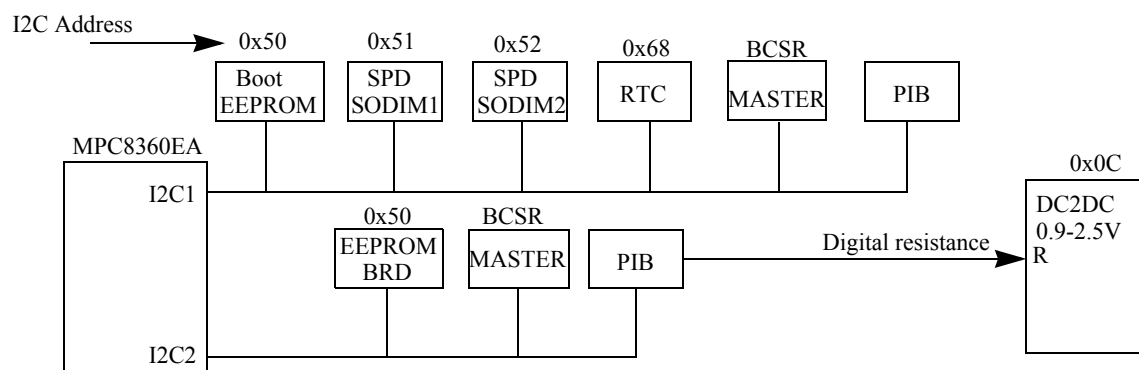 I2C Address
0x50
0x51
0x52
0x68
BCSR
Boot
EEPROM
SPD
SODIM1
SPD
SODIM2
RTC
MASTER
PIB
MPC8360EA
I2C1
0x0C
0x50
BCSR
EEPROM
BRD
MASTER
PIB
Digital resistance
DC2DC
0.9-2.5V
R
I2C2